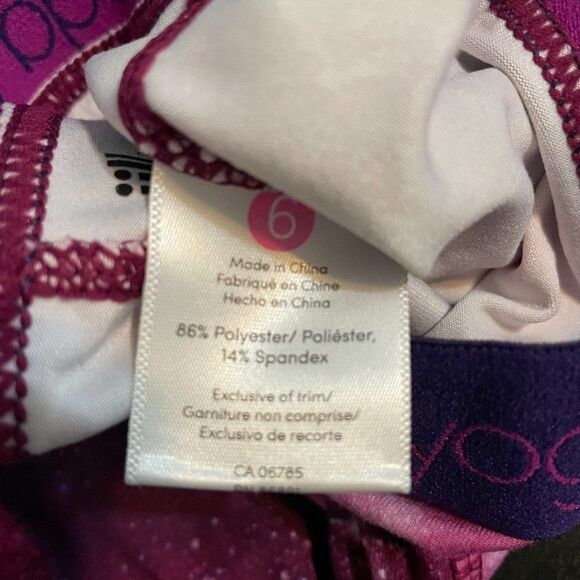 6
Made in China
Fabriqué en Chine
Hecho en China
86% Polyester/ Poliéster,
14% Spandex
Exclusive of trim/
Garniture non comprise/
Exclusivo de recorte
CA 06785
yog